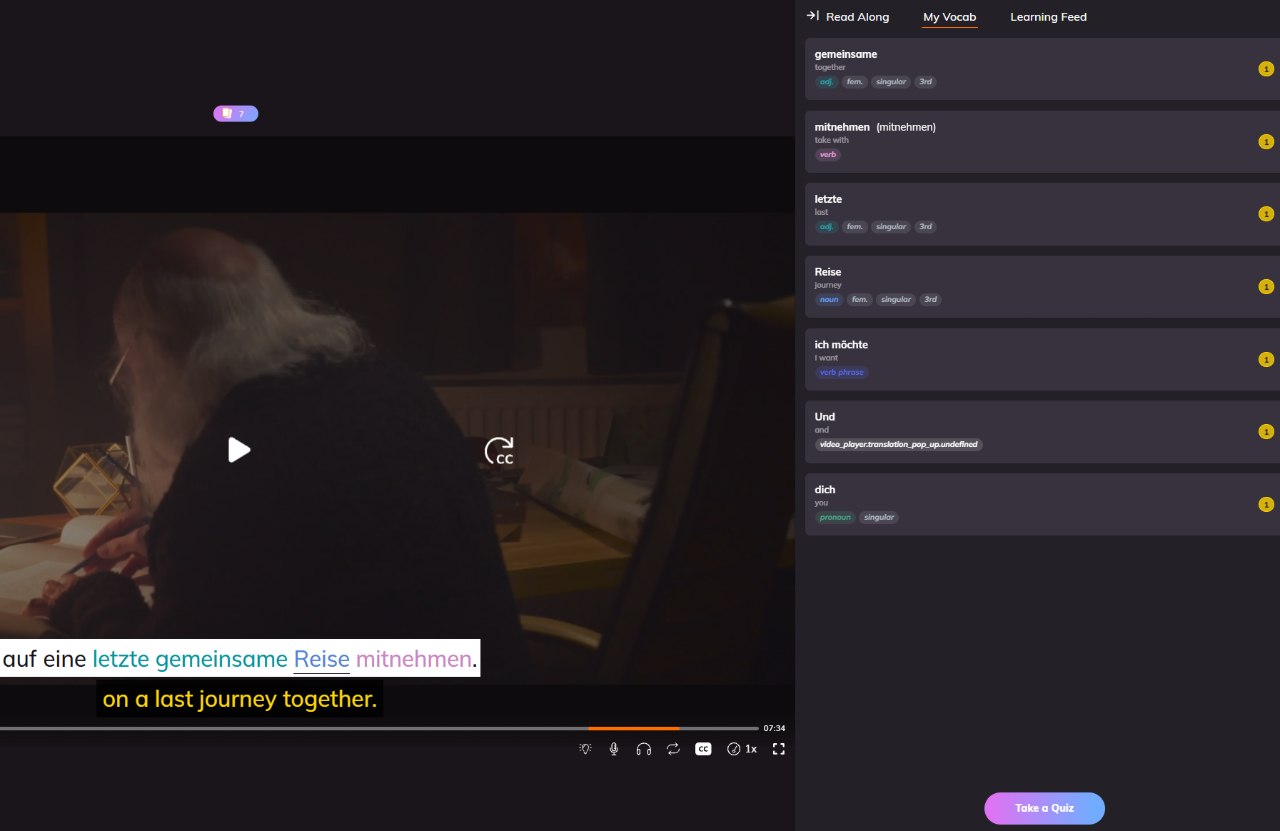 Read Along My Vocab Learning Feed
gemeinsame
together
adj. fem. singular 3rd
1
7
mitnehmen (mitnehmen)
take with
verb
1
letzte
last
adj. fem. singular 3rd
1
Reise
journey
noun fem. singular 3rd
1
ich möchte
I want
verb phrase
1
Und
and
video_player.translation_pop_up.undefined
1
dich
you
pronoun singular
1
CC
auf eine letzte gemeinsame Reise mitnehmen.
on a last journey together.
07:34
CC 1x
Take a Quiz